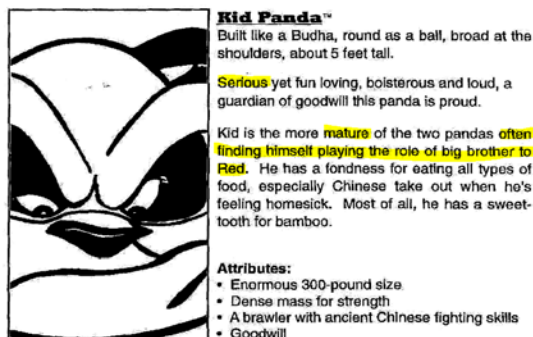 Kid Panda™
Built like a Budha, round as a ball, broad at the
shoulders, about 5 feet tall.
Serious yet fun loving, boisterous and loud, a
guardian of goodwill this panda is proud.
Kid is the more mature of the two pandas often
finding himself playing the role of big brother to
Red. He has a fondness for eating all types of
food, especially Chinese take out when he's
feeling homesick. Most of all, he has a sweet-
tooth for bamboo.
Attributes:
• Enormous 300-pound size
• Dense mass for strength
• A brawler with ancient Chinese fighting skills
• Goodwill